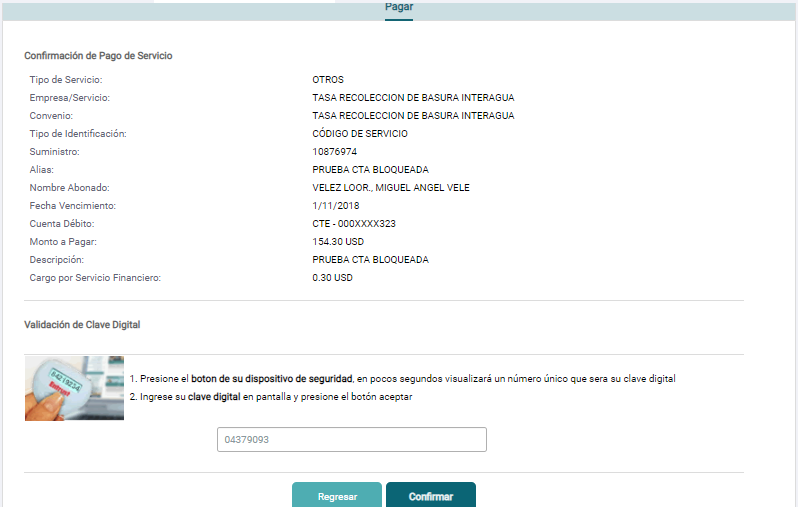 Pagar
Confirmación de Pago de Servicio
Tipo de Servicio: OTROS
Empresa/Servicio: TASA RECOLECCION DE BASURA INTERAGUA
Convenio: TASA RECOLECCION DE BASURA INTERAGUA
Tipo de Identificación: CÓDIGO DE SERVICIO
Suministro: 10876974
Alias: PRUEBA CTA BLOQUEADA
Nombre Abonado: VELEZ LOOR., MIGUEL ANGEL VELE
Fecha Vencimiento: 1/11/2018
Cuenta Débito: CTE - 000XXXX323
Monto a Pagar: 154.30 USD
Descripción: PRUEBA CTA BLOQUEADA
Cargo por Servicio Financiero: 0.30 USD
Validación de Clave Digital
1. Presione el boton de su dispositivo de seguridad, en pocos segundos visualizará un número único que sera su clave digital
2. Ingrese su clave digital en pantalla y presione el botón aceptar
04379093
Regresar Confirmar